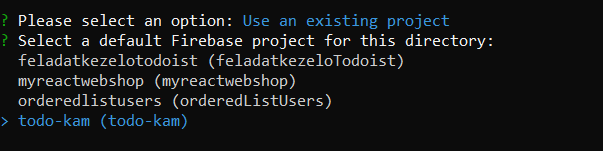 ? Please select an option: Use an existing project
? Select a default Firebase project for this directory:
feladatkezelotodoist (feladatkezeloTodoist)
myreactwebshop (myreactwebshop)
orderedlistusers (orderedListUsers)
> todo-kam (todo-kam)